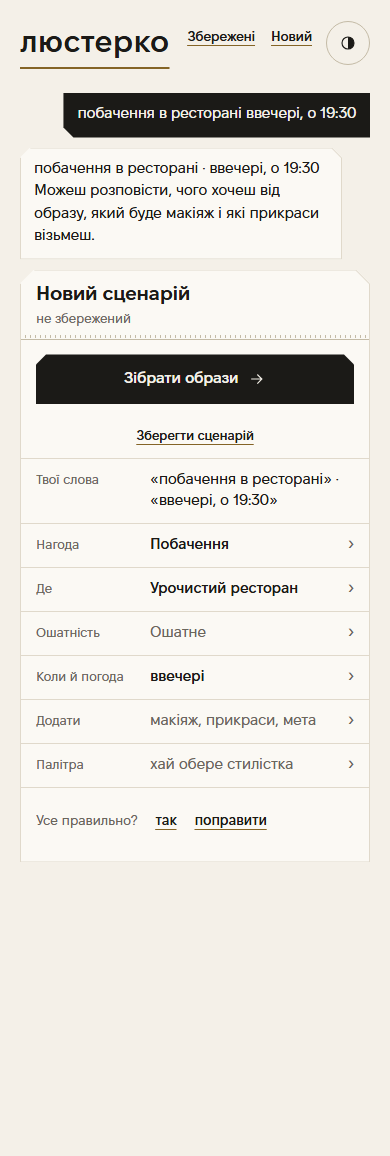 люстерко
Збережені
Новий
побачення в ресторані ввечері, о 19:30
побачення в ресторані · ввечері, о 19:30
Можеш розповісти, чого хочеш від
образу, який буде макіяж і які прикраси
візьмеш.
Новий сценарій
не збережений
Зібрати образи →
Зберегти сценарій
Твої слова
«побачення в ресторані» ·
«ввечері, о 19:30»
Нагода
Побачення
Де
Урочистий ресторан
Ошатність
Ошатне
Коли й погода
ввечері
Додати
макіяж, прикраси, мета
Палітра
хай обере стилістка
Усе правильно? так поправити